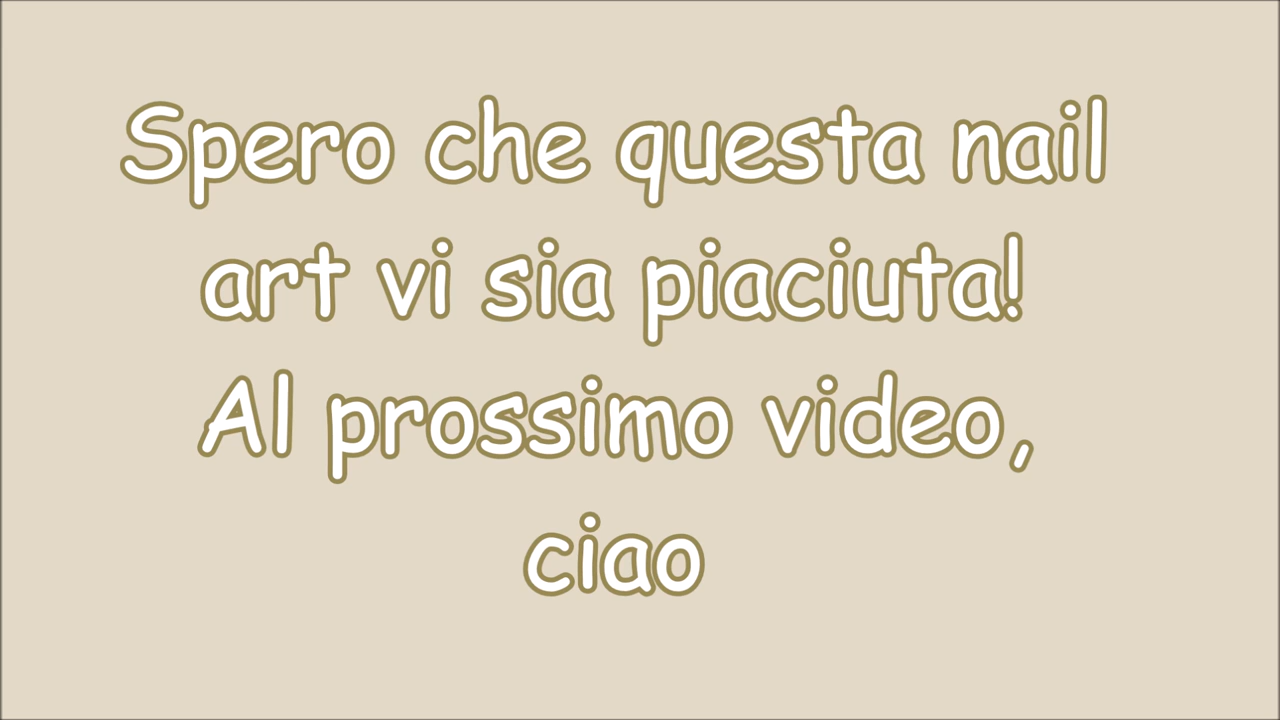 Spero che questa nail
art vi sia piaciuta!
Al prossimo video,
ciao